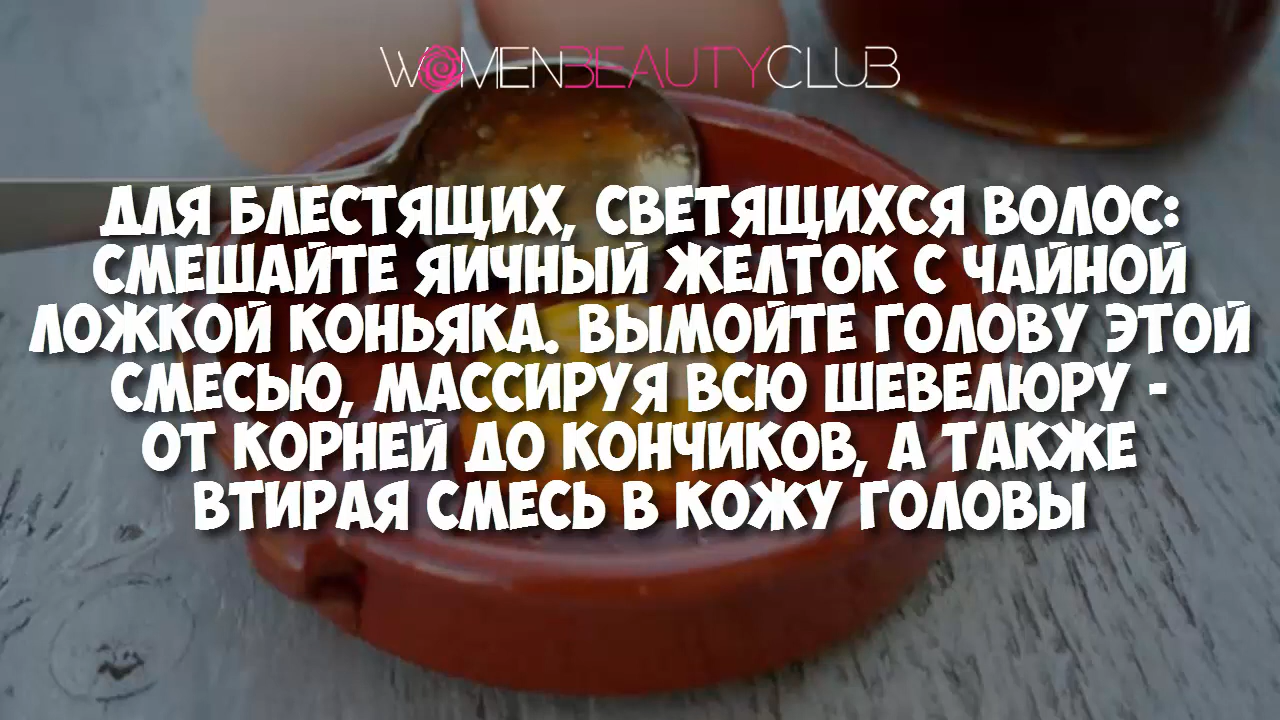 WOMENBEAUTYCLUB
ДЛЯ БЛЕСТЯЩИХ, СВЕТЯЩИХСЯ ВОЛОС:
СМЕШАЙТЕ ЯИЧНЫЙ ЖЕЛТОК С ЧАЙНОЙ
ЛОЖКОЙ КОНЬЯКА. ВЫМОЙТЕ ГОЛОВУ ЭТОЙ
СМЕСЬЮ, МАССИРУЯ ВСЮ ШЕВЕЛЮРУ -
ОТ КОРНЕЙ ДО КОНЧИКОВ, А ТАКЖЕ
ВТИРАЯ СМЕСЬ В КОЖУ ГОЛОВЫ